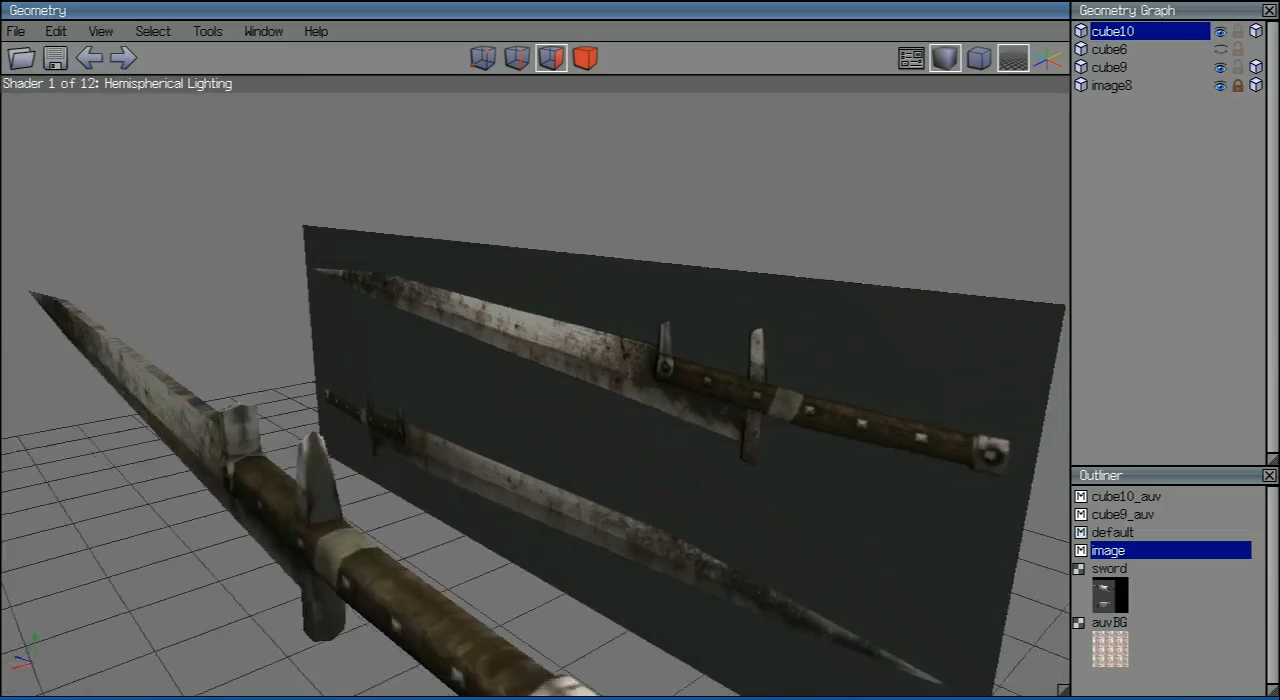 Geometry
File Edit View Select Tools Window Help
Shader 1 of 12: Hemispherical Lighting
Geometry Graph
cube10
cube6
cube9
image8
Outliner
M cube10_auv
M cube9_auv
M default
M image
sword
auvBG